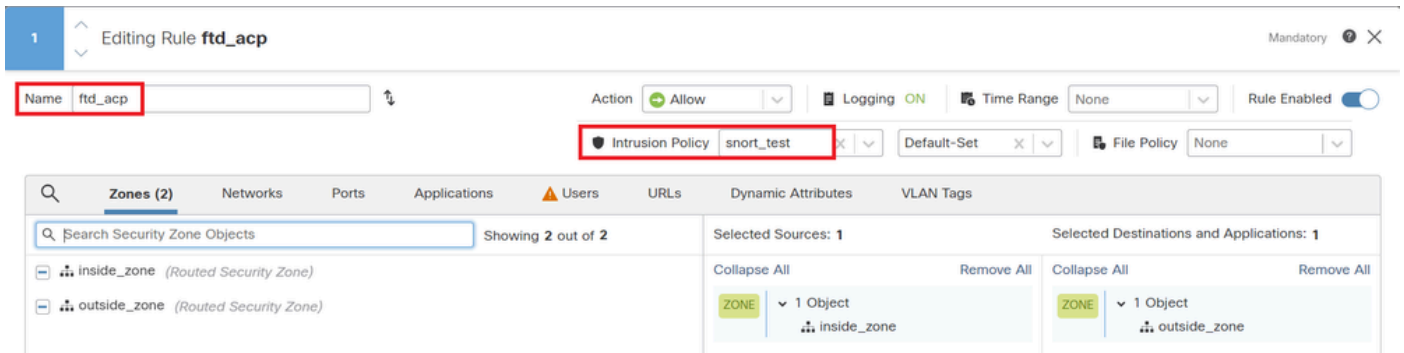 1 Editing Rule ftd_acp Mandatory ? X
Name ftd_acp Action Allow Logging ON Time Range None Rule Enabled
Intrusion Policy snort_test X Default-Set X File Policy None
Zones (2) Networks Ports Applications Users URLs Dynamic Attributes VLAN Tags
Search Security Zone Objects Showing 2 out of 2 Selected Sources: 1 Selected Destinations and Applications: 1
inside_zone (Routed Security Zone) Collapse All Remove All Collapse All Remove All
outside_zone (Routed Security Zone) ZONE 1 Object ZONE 1 Object
inside_zone outside_zone